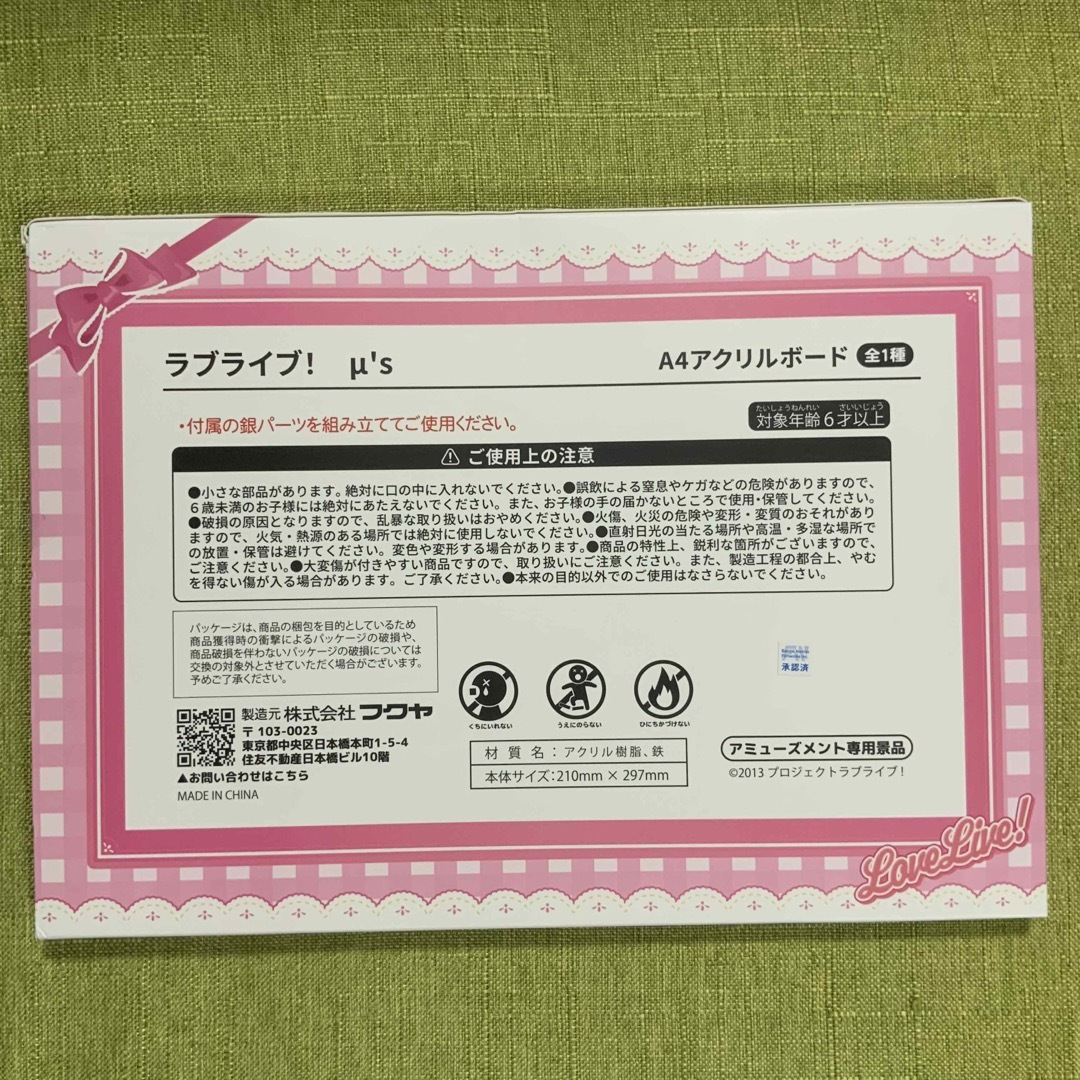 ラブライブ! μ's
A4アクリルボード 全1種
・付属の銀パーツを組み立ててご使用ください。
たいしょうねんれい さいいじょう
対象年齢6才以上
⚠ ご使用上の注意
●小さな部品があります。絶対に口の中に入れないでください。●誤飲による窒息やケガなどの危険がありますので、
6歳未満のお子様には絶対にあたえないでください。また、お子様の手の届かないところで使用・保管してください。
●破損の原因となりますので、乱暴な取り扱いはおやめください。●火傷、火災の危険や変形・変質のおそれがあり
ますので、火気・熱源のある場所では絶対に使用しないでください。●直射日光の当たる場所や高温・多湿な場所で
の放置・保管は避けてください。変色や変形する場合があります。●商品の特性上、鋭利な箇所がございますので、
ご注意ください。●大変傷が付きやすい商品ですので、取り扱いにご注意ください。また、製造工程の都合上、やむ
を得ない傷が入る場合があります。ご了承ください。●本来の目的以外でのご使用はなさらないでください。
パッケージは、商品の梱包を目的としているため
商品獲得時の衝撃によるパッケージの破損や、
商品破損を伴わないパッケージの破損については
交換の対象外とさせていただく場合がございます。
予めご了承ください。
製造元 株式会社フクヤ
〒103-0023
東京都中央区日本橋本町1-5-4
住友不動産日本橋ビル10階
▲お問い合わせはこちら
MADE IN CHINA
くちにいれない
うえにのらない
ひにちかづけない
材質名：アクリル樹脂、鉄
本体サイズ：210mm × 297mm
承認済
アミューズメント専用景品
©2013 プロジェクトラブライブ!
LoveLive!